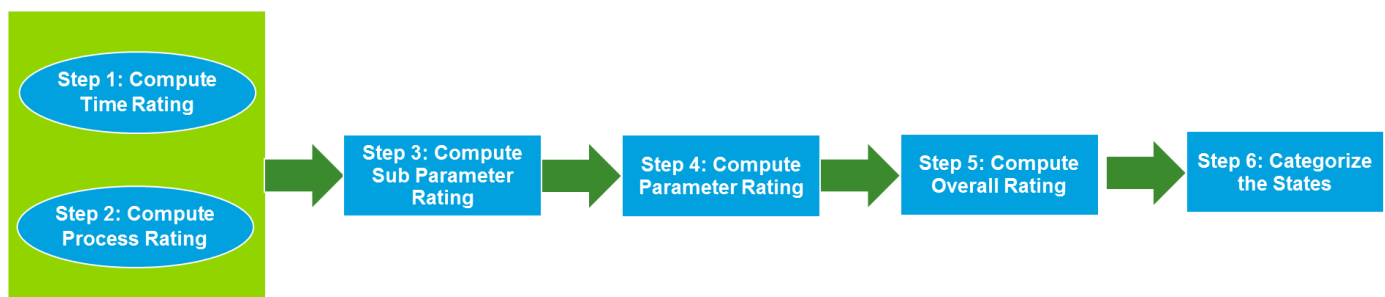 Step 1: Compute
Time Rating
Step 2: Compute
Process Rating
Step 3: Compute
Sub Parameter
Rating
Step 4: Compute
Parameter Rating
Step 5: Compute
Overall Rating
Step 6: Categorize
the States